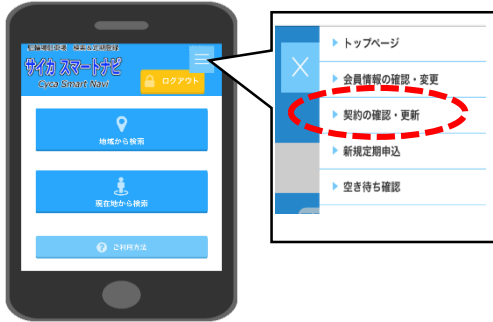 サイカ スマートナビ
Cyca Smart Navi
ログアウト
地域から検索
現在地から検索
ご利用方法
トップページ
会員情報の確認・変更
契約の確認・更新
新規定期申込
空き待ち確認